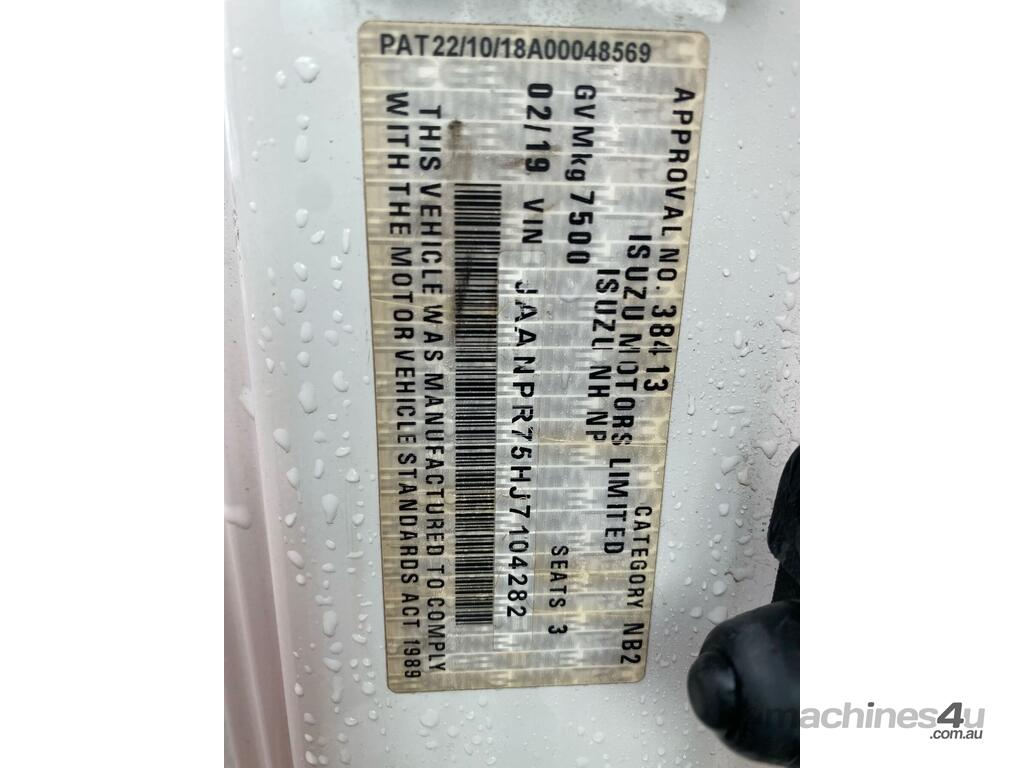 PAT22/10/18A00048569
APPROVAL NO. 38413 CATEGORY NB2
ISUZU MOTORS LIMITED
ISUZU NH NP
GVMkg 7500 SEATS 3
02/19 VIN JAANPR75HJ7104282
THIS VEHICLE WAS MANUFACTURED TO COMPLY
WITH THE MOTOR VEHICLE STANDARDS ACT 1989
machines4u
.com.au